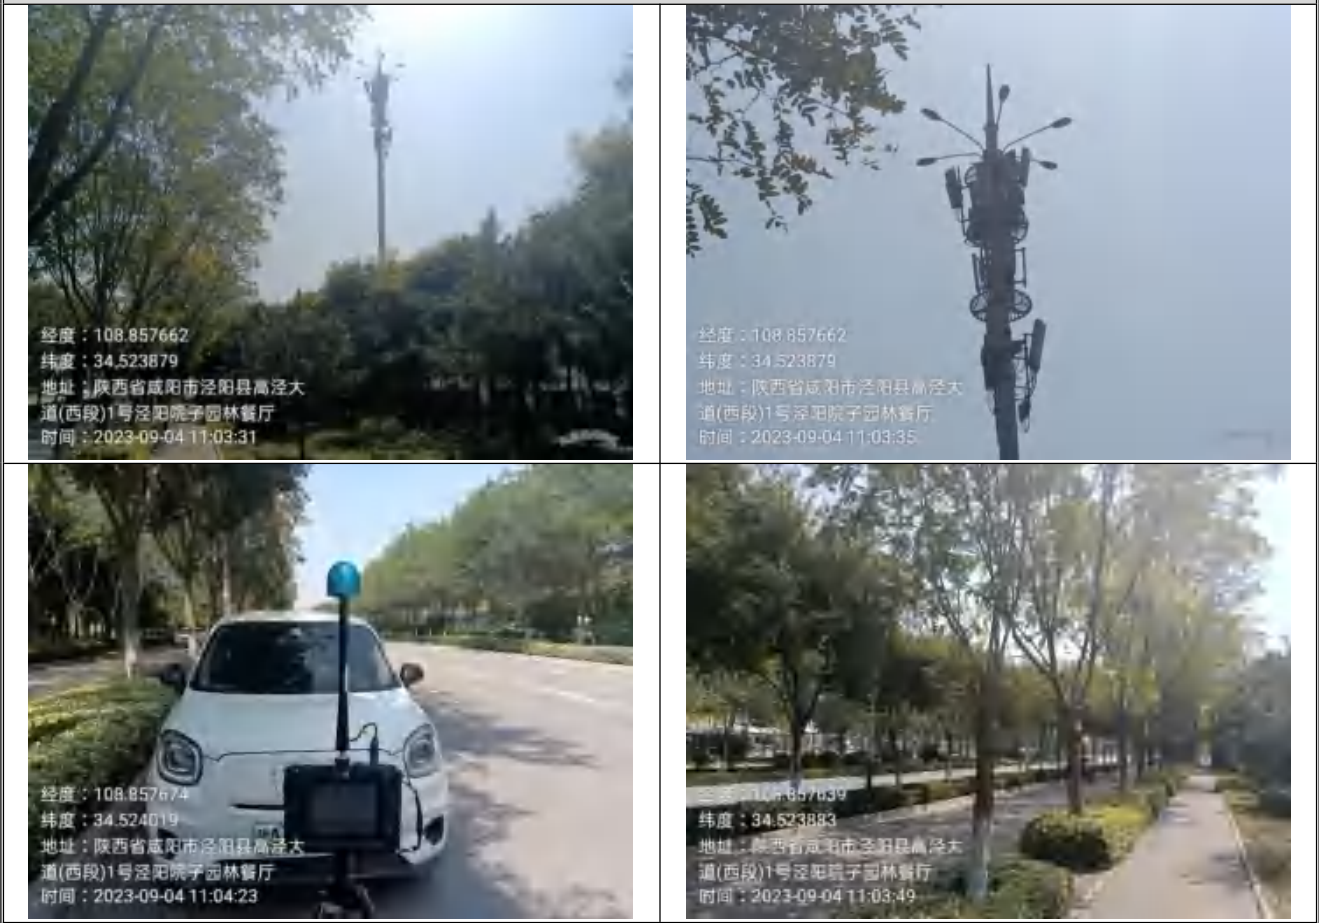 经度：108.857662
纬度：34.523879
地址：陕西省咸阳市泾阳县高泾大
道(西段)1号泾阳院子园林餐厅
时间：2023-09-04 11:03:31
经度：108.857662
纬度：34.523879
地址：陕西省咸阳市泾阳县高泾大
道(西段)1号泾阳院子园林餐厅
时间：2023-09-04 11:03:35
经度：108.857674
纬度：34.524019
地址：陕西省咸阳市泾阳县高泾大
道(西段)1号泾阳院子园林餐厅
时间：2023-09-04 11:04:23
经度：108.857639
纬度：34.523883
地址：陕西省咸阳市泾阳县高泾大
道(西段)1号泾阳院子园林餐厅
时间：2023-09-04 11:03:49